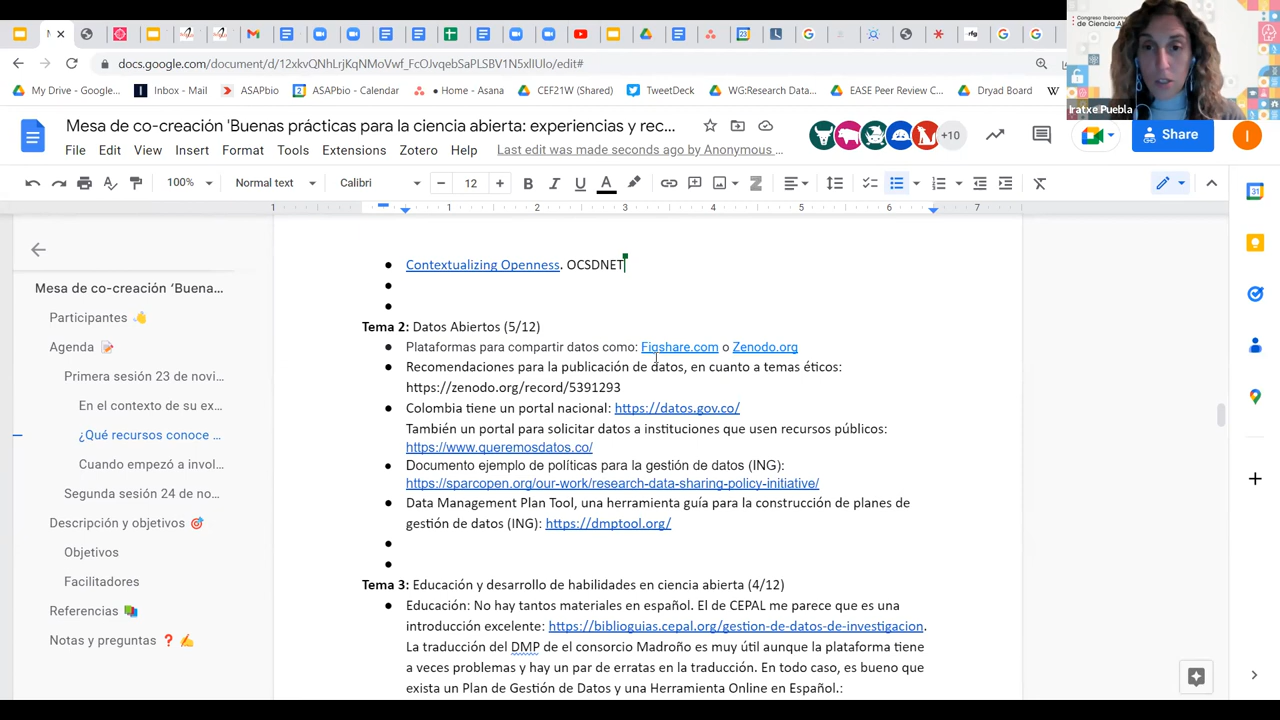 docs.google.com/document/d/12xkvQNhLrjKqNMoVwf_FcOJvqebSaPLSBV1N5xlIUlo/edit#
My Drive - Google...
Inbox - Mail
ASAPbio
ASAPbio - Calendar
Home - Asana
CEF21W (Shared)
TweetDeck
WG:Research Data...
EASE Peer Review C...
Dryad Board
Iratxe Puebla
Mesa de co-creación 'Buenas prácticas para la ciencia abierta: experiencias y rec...
+10
Share
I
File Edit View Insert Format Tools Extensions Zotero Help Last edit was made seconds ago by Anonymous ...
100% Normal text Calibri 12 B I U A
1 1 2 3 4 5 6 7
Mesa de co-creación ‘Buena...
Participantes
Agenda
Primera sesión 23 de novi...
En el contexto de su ex...
¿Qué recursos conoce ...
Cuando empezó a invol...
Segunda sesión 24 de no...
Descripción y objetivos
Objetivos
Facilitadores
Referencias
Notas y preguntas
Contextualizing Openness. OCSDNET
Tema 2: Datos Abiertos (5/12)
Plataformas para compartir datos como: Figshare.com o Zenodo.org
Recomendaciones para la publicación de datos, en cuanto a temas éticos:
https://zenodo.org/record/5391293
Colombia tiene un portal nacional: https://datos.gov.co/
También un portal para solicitar datos a instituciones que usen recursos públicos:
https://www.queremosdatos.co/
Documento ejemplo de políticas para la gestión de datos (ING):
https://sparcopen.org/our-work/research-data-sharing-policy-initiative/
Data Management Plan Tool, una herramienta guía para la construcción de planes de
gestión de datos (ING): https://dmptool.org/
Tema 3: Educación y desarrollo de habilidades en ciencia abierta (4/12)
Educación: No hay tantos materiales en español. El de CEPAL me parece que es una
introducción excelente: https://biblioguias.cepal.org/gestion-de-datos-de-investigacion.
La traducción del DMP de el consorcio Madroño es muy útil aunque la plataforma tiene
a veces problemas y hay un par de erratas en la traducción. En todo caso, es bueno que
exista un Plan de Gestión de Datos y una Herramienta Online en Español.: